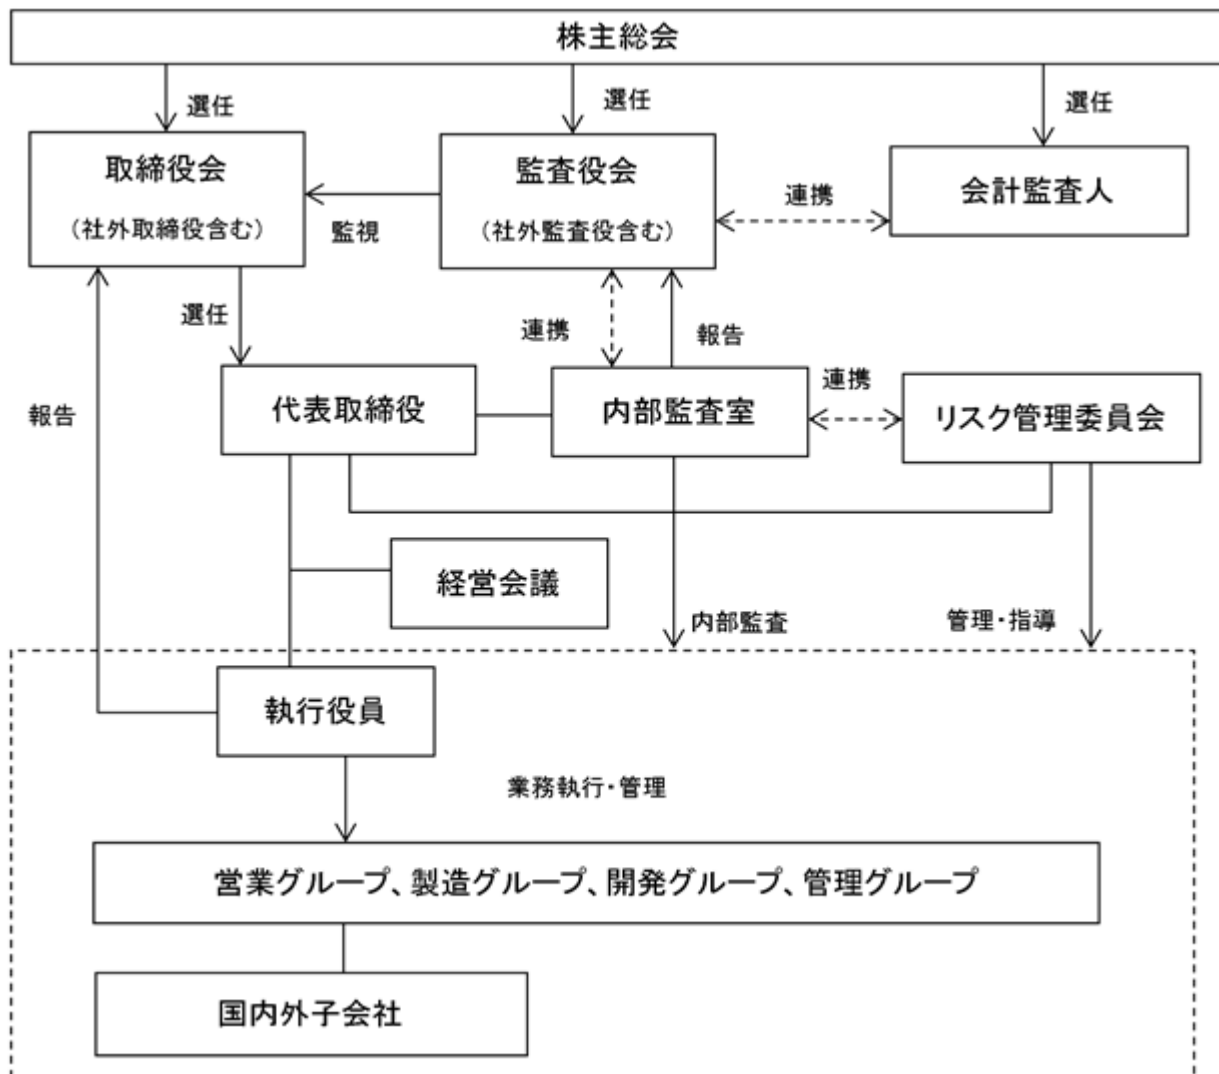 株主総会
選任
選任
選任
取締役会
（社外取締役含む）
監視
監査役会
（社外監査役含む）
連携
会計監査人
選任
連携
報告
報告
代表取締役
内部監査室
連携
リスク管理委員会
経営会議
内部監査
管理・指導
執行役員
業務執行・管理
営業グループ、製造グループ、開発グループ、管理グループ
国内外子会社